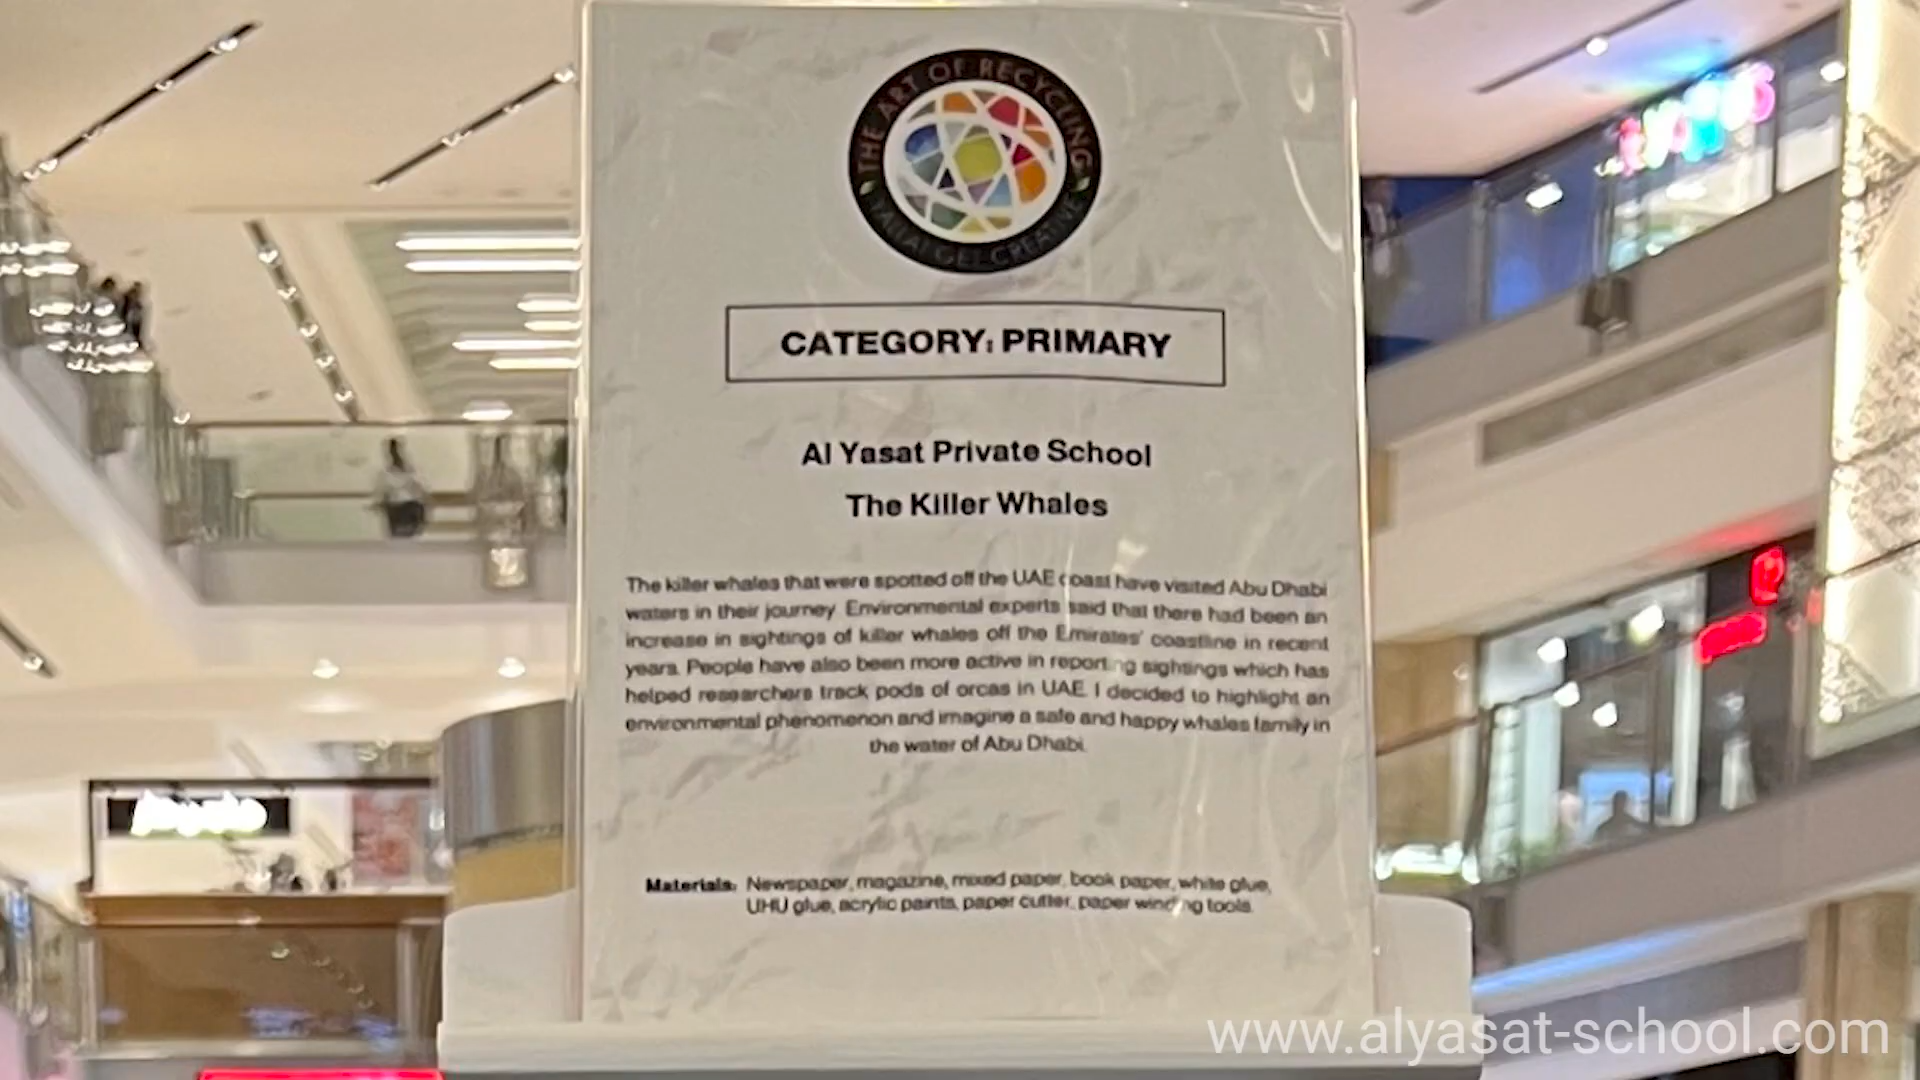 THE ART OF RECYCLING
CATEGORY: PRIMARY
Al Yasat Private School
The Killer Whales
The killer whales that were spotted off the UAE coast have visited Abu Dhabi
waters in their journey. Environmental experts said that there had been an
increase in sightings of killer whales off the Emirates' coastline in recent
years. People have also been more active in reporting sightings which has
helped researchers track pods of orcas in UAE. I decided to highlight an
environmental phenomenon and imagine a safe and happy whales family in
the water of Abu Dhabi.
Materials: Newspaper, magazine, mixed paper, book paper, white glue,
UHU glue, acrylic paints, paper cutter, paper winding tools.
www.alyasat-school.com